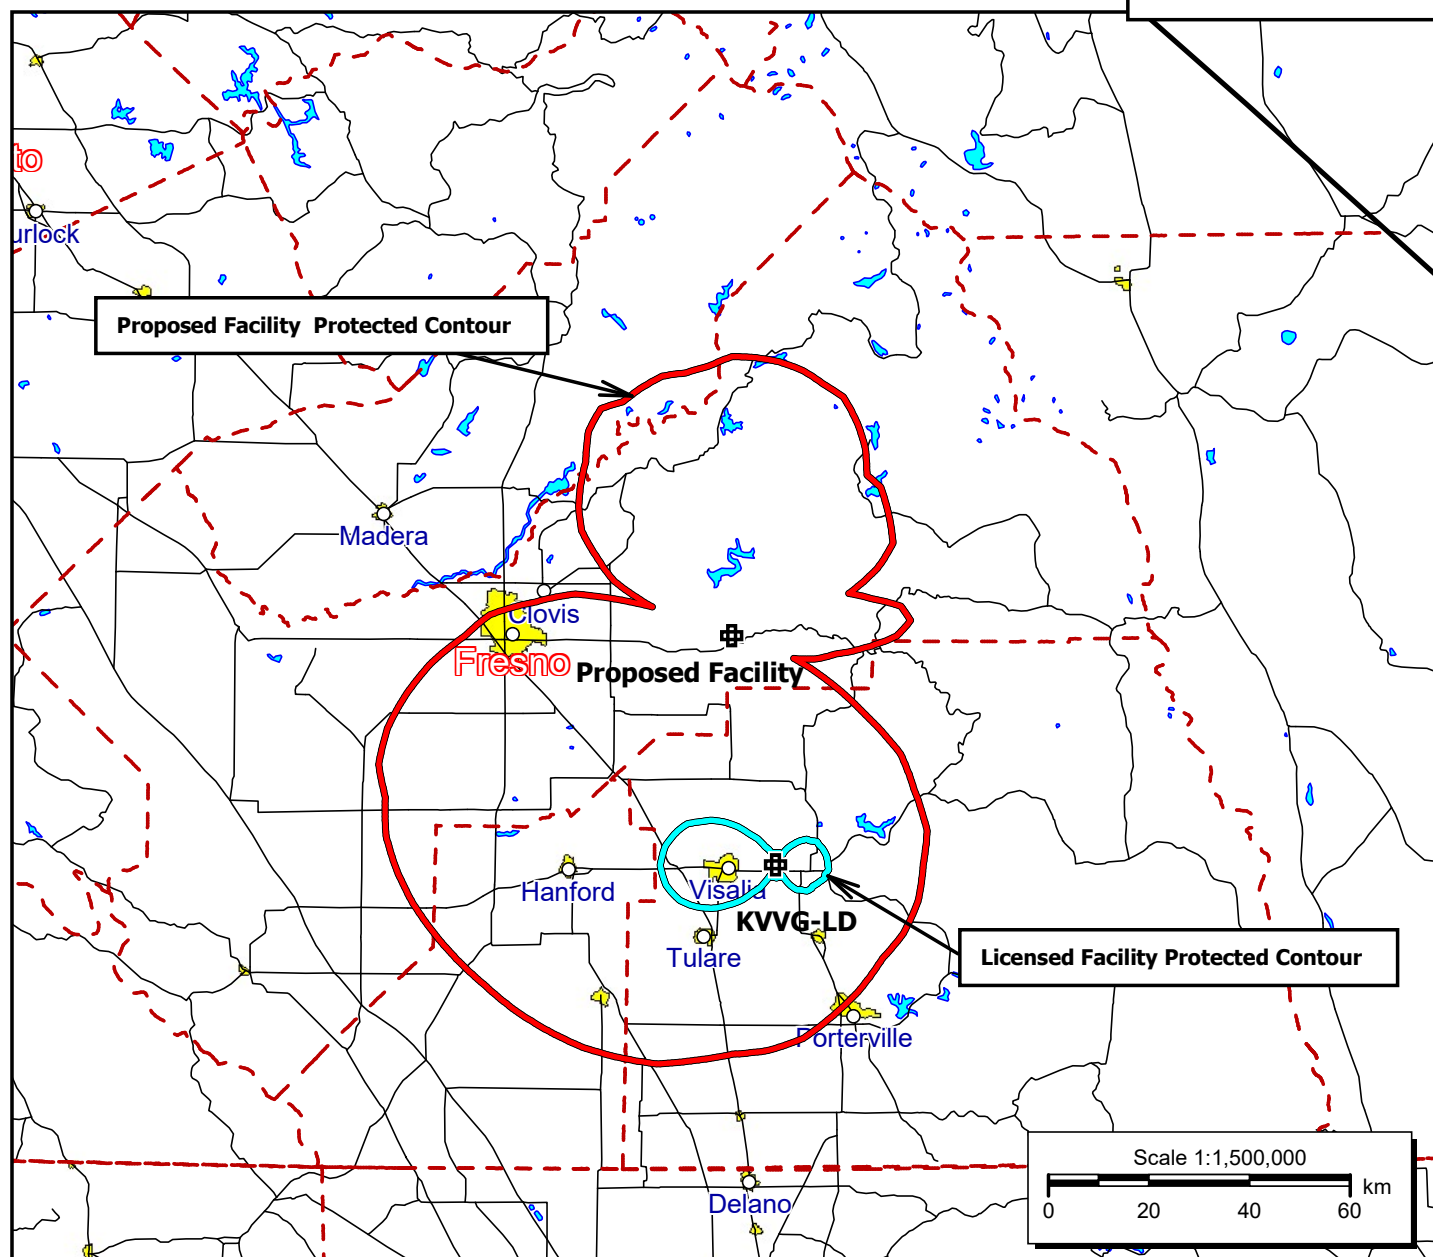 to
urlock
Proposed Facility Protected Contour
Madera
Clovis
Fresno
Proposed Facility
Hanford
Visalia
KVVG-LD
Tulare
Licensed Facility Protected Contour
Porterville
Scale 1:1,500,000
km
0 20 40 60
Delano